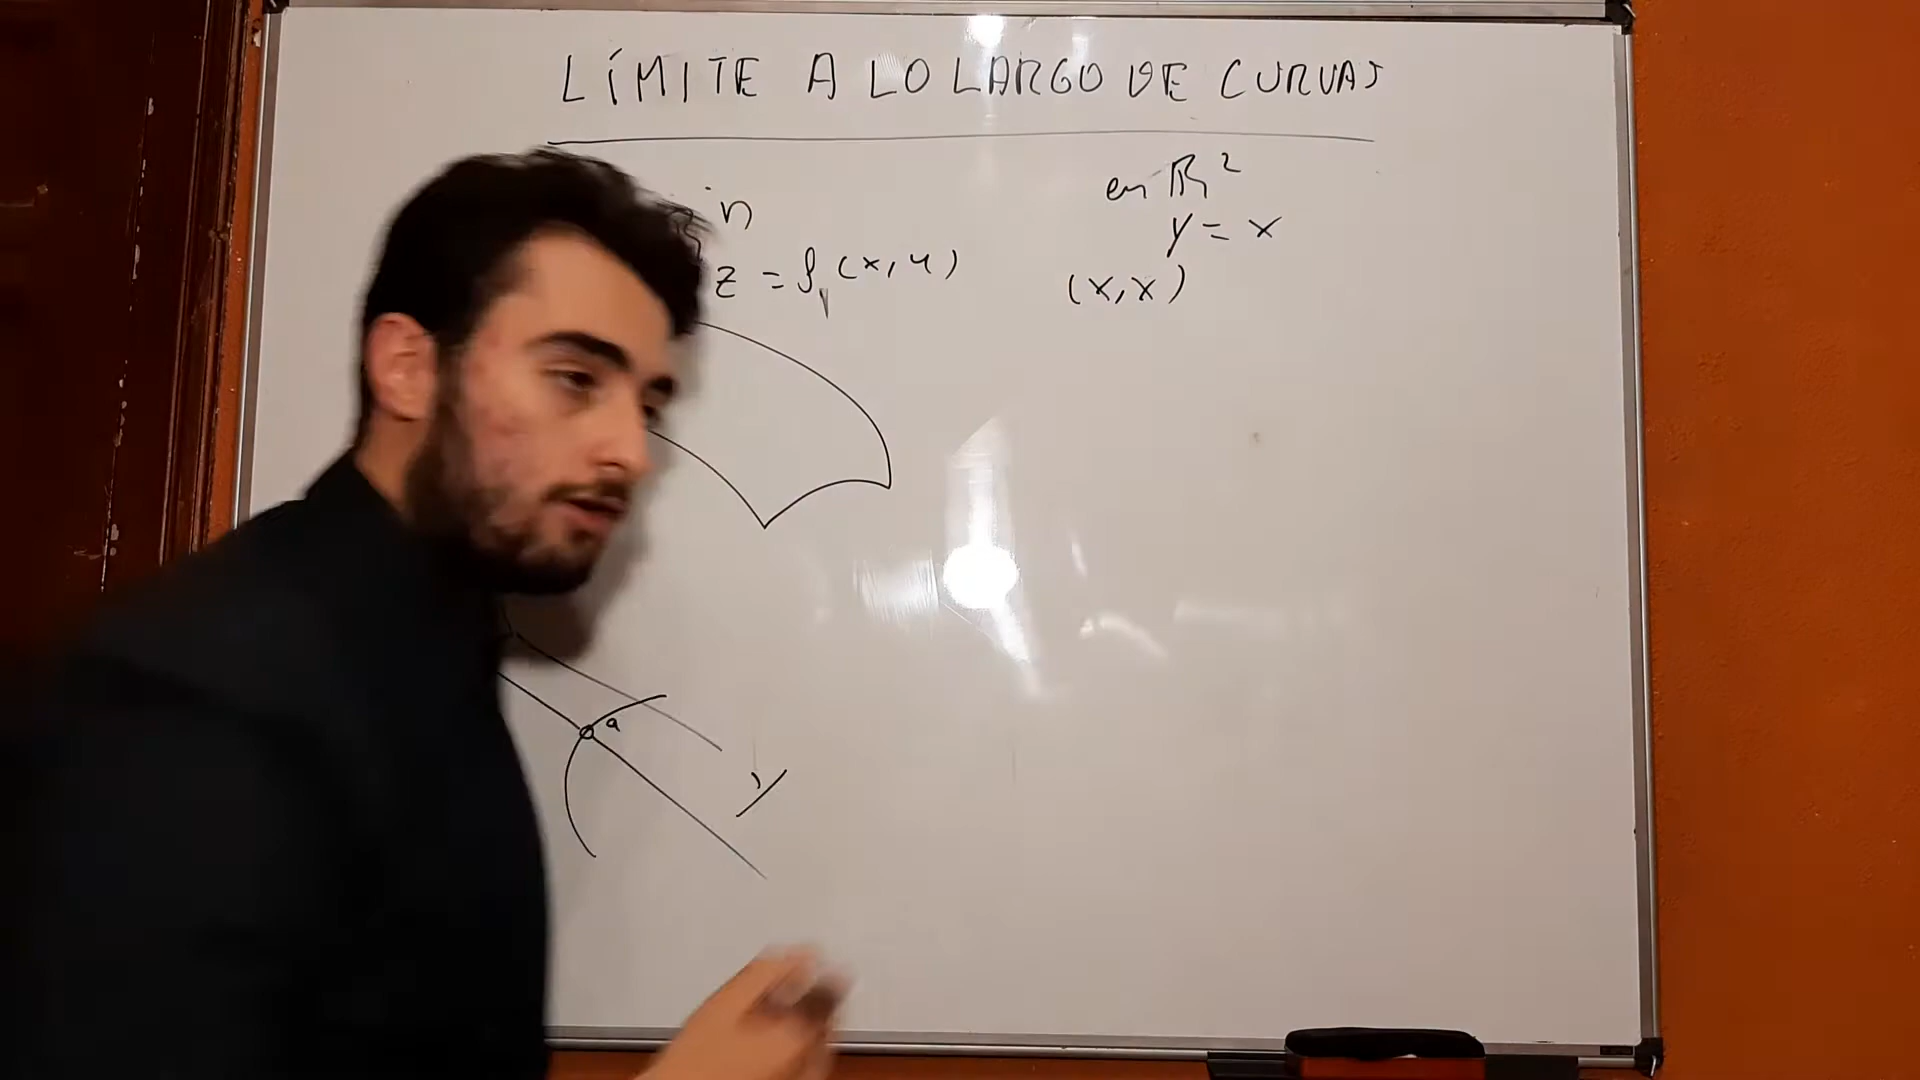 LÍMITE A LO LARGO DE CURVAS
n
z = f(x,y)
en ℝ²
y = x
(x,x)
a
y